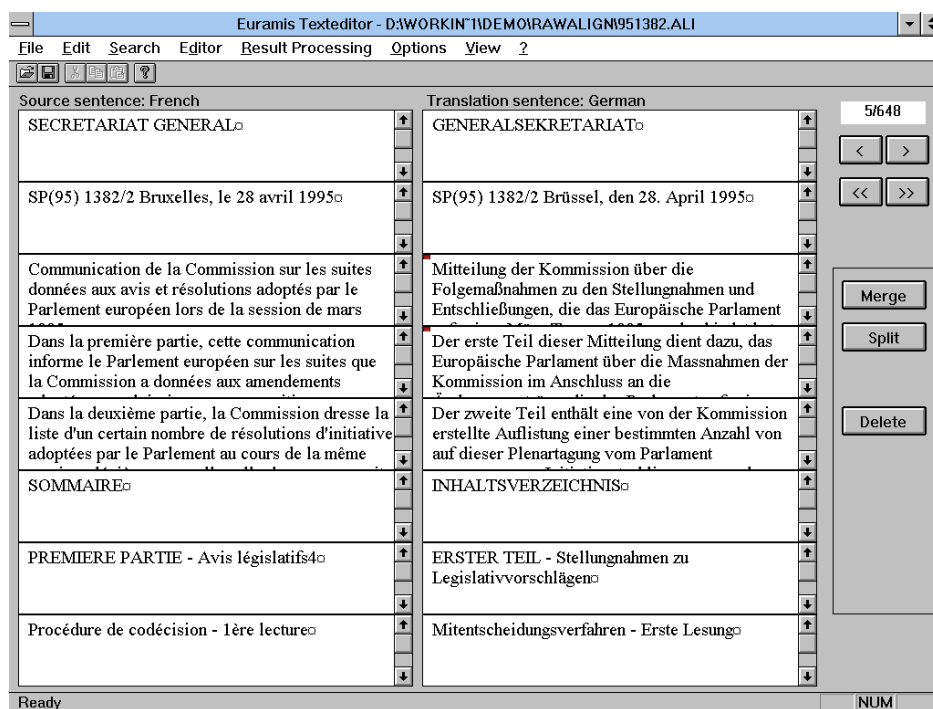 Euramis Texteditor - D:\WORKIN~1\DEMO\RAWALIGN\951382.ALI
File Edit Search Editor Result Processing Options View ?
Source sentence: French
Translation sentence: German
5/648
SECRETARIAT GENERAL¤
GENERALSEKRETARIAT¤
< >
SP(95) 1382/2 Bruxelles, le 28 avril 1995¤
SP(95) 1382/2 Brüssel, den 28. April 1995¤
<< >>
Communication de la Commission sur les suites
données aux avis et résolutions adoptés par le
Parlement européen lors de la session de mars
Mitteilung der Kommission über die
Folgemaßnahmen zu den Stellungnahmen und
Entschließungen, die das Europäische Parlament
Merge
Dans la première partie, cette communication
informe le Parlement européen sur les suites que
la Commission a données aux amendements
Der erste Teil dieser Mitteilung dient dazu, das
Europäische Parlament über die Massnahmen der
Kommission im Anschluss an die
Split
Dans la deuxième partie, la Commission dresse la
liste d'un certain nombre de résolutions d'initiative
adoptées par le Parlement au cours de la même
Der zweite Teil enthält eine von der Kommission
erstellte Auflistung einer bestimmten Anzahl von
auf dieser Plenartagung vom Parlament
Delete
SOMMAIRE¤
INHALTSVERZEICHNIS¤
PREMIERE PARTIE - Avis législatifs4¤
ERSTER TEIL - Stellungnahmen zu
Legislativvorschlägen¤
Procédure de codécision - 1ère lecture¤
Mitentscheidungsverfahren - Erste Lesung¤
Ready
NUM